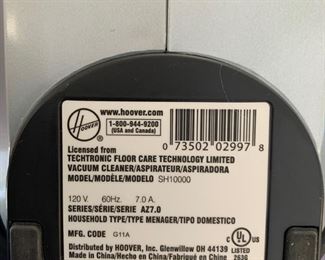 HOOVER
www.hoover.com
1-800-944-9200
(USA and Canada)
0 73502 02997 8
Licensed from
TECHTRONIC FLOOR CARE TECHNOLOGY LIMITED
VACUUM CLEANER/ASPIRATEUR/ASPIRADORA
MODEL/MODÈLE/MODELO SH10000
120 V. 60Hz. 7.0 A.
SERIES/SÉRIE/SERIE AZ7.0
HOUSEHOLD TYPE/TYPE MENAGER/TIPO DOMESTICO
MFG. CODE G11A
Distributed by HOOVER, Inc. Glenwillow OH 44139
Made in China/Hecho en China/Fabriqué en Chine
LISTED
263G